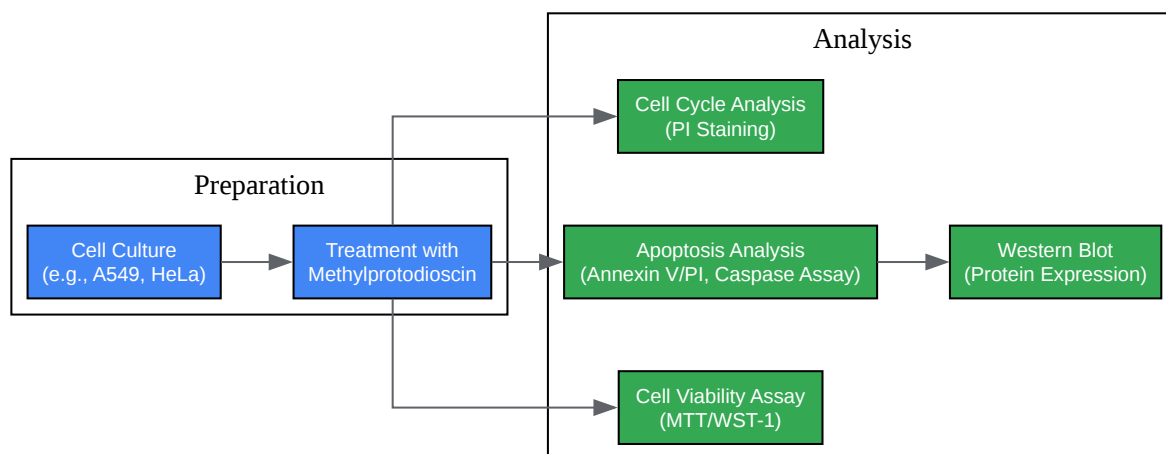 Analysis
Cell Cycle Analysis
(PI Staining)
Preparation
Cell Culture
(e.g., A549, HeLa)
Treatment with
Methylprotodioscin
Apoptosis Analysis
(Annexin V/PI, Caspase Assay)
Western Blot
(Protein Expression)
Cell Viability Assay
(MTT/WST-1)